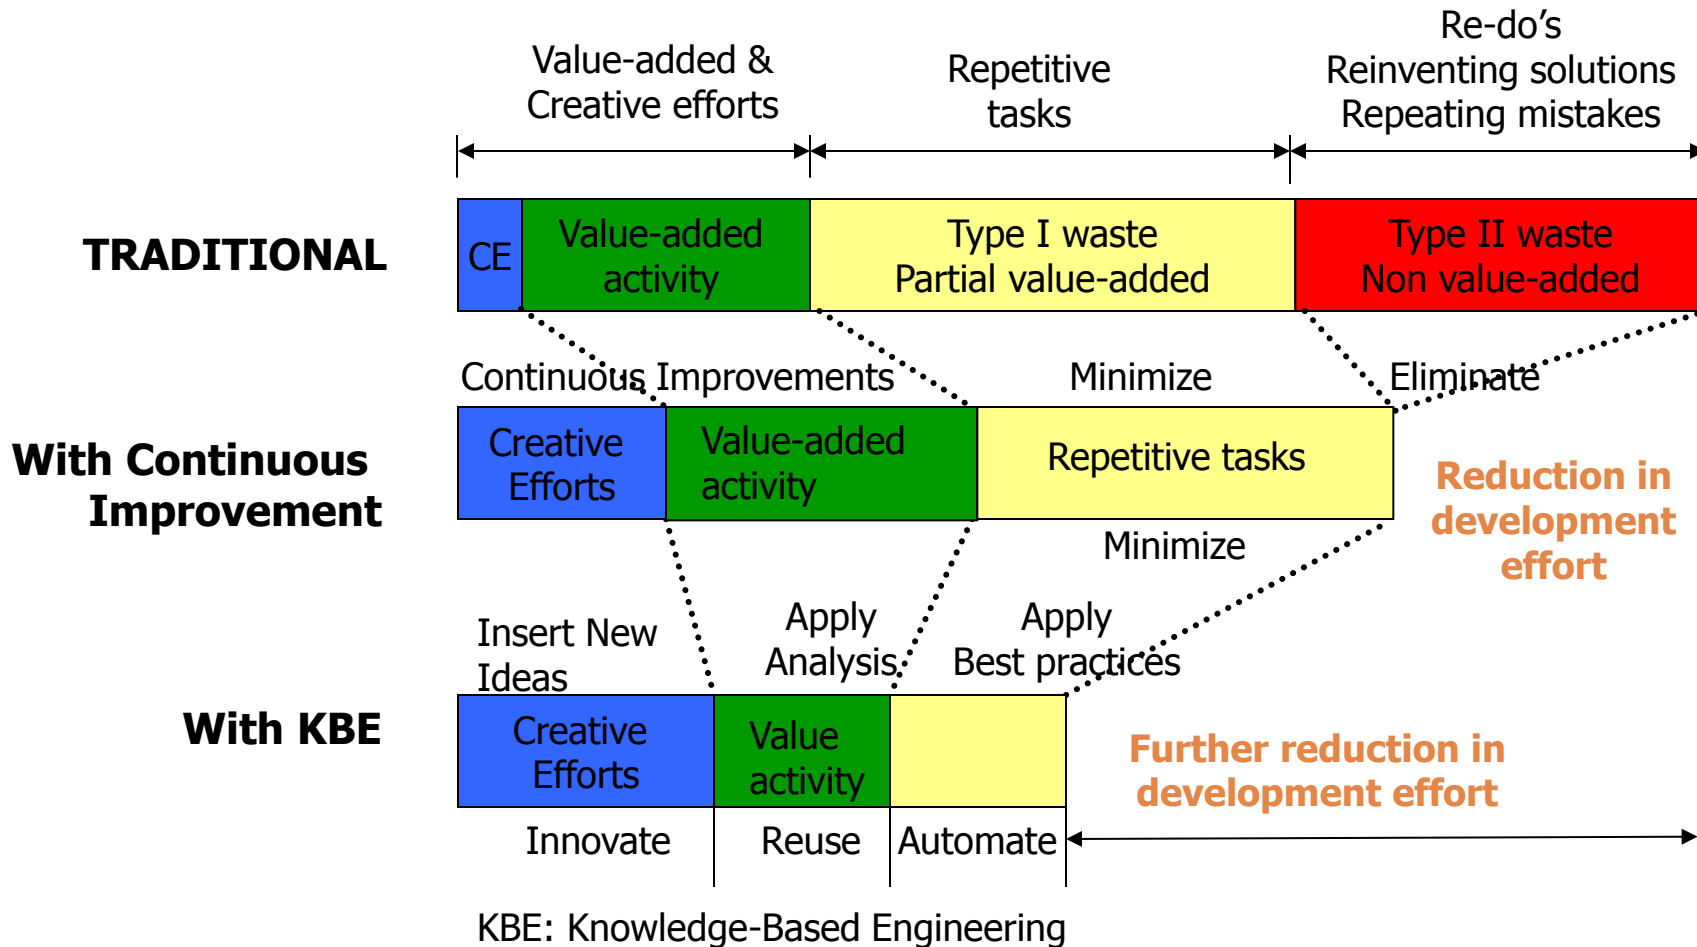 Value-added &
Creative efforts
Repetitive
tasks
Re-do’s
Reinventing solutions
Repeating mistakes
TRADITIONAL
CE
Value-added
activity
Type I waste
Partial value-added
Type II waste
Non value-added
Continuous Improvements
Minimize
Eliminate
With Continuous
Improvement
Creative
Efforts
Value-added
activity
Repetitive tasks
Reduction in
development
effort
Minimize
Insert New
Ideas
Apply
Analysis
Apply
Best practices
With KBE
Creative
Efforts
Value
activity
Further reduction in
development effort
Innovate
Reuse
Automate
KBE: Knowledge-Based Engineering